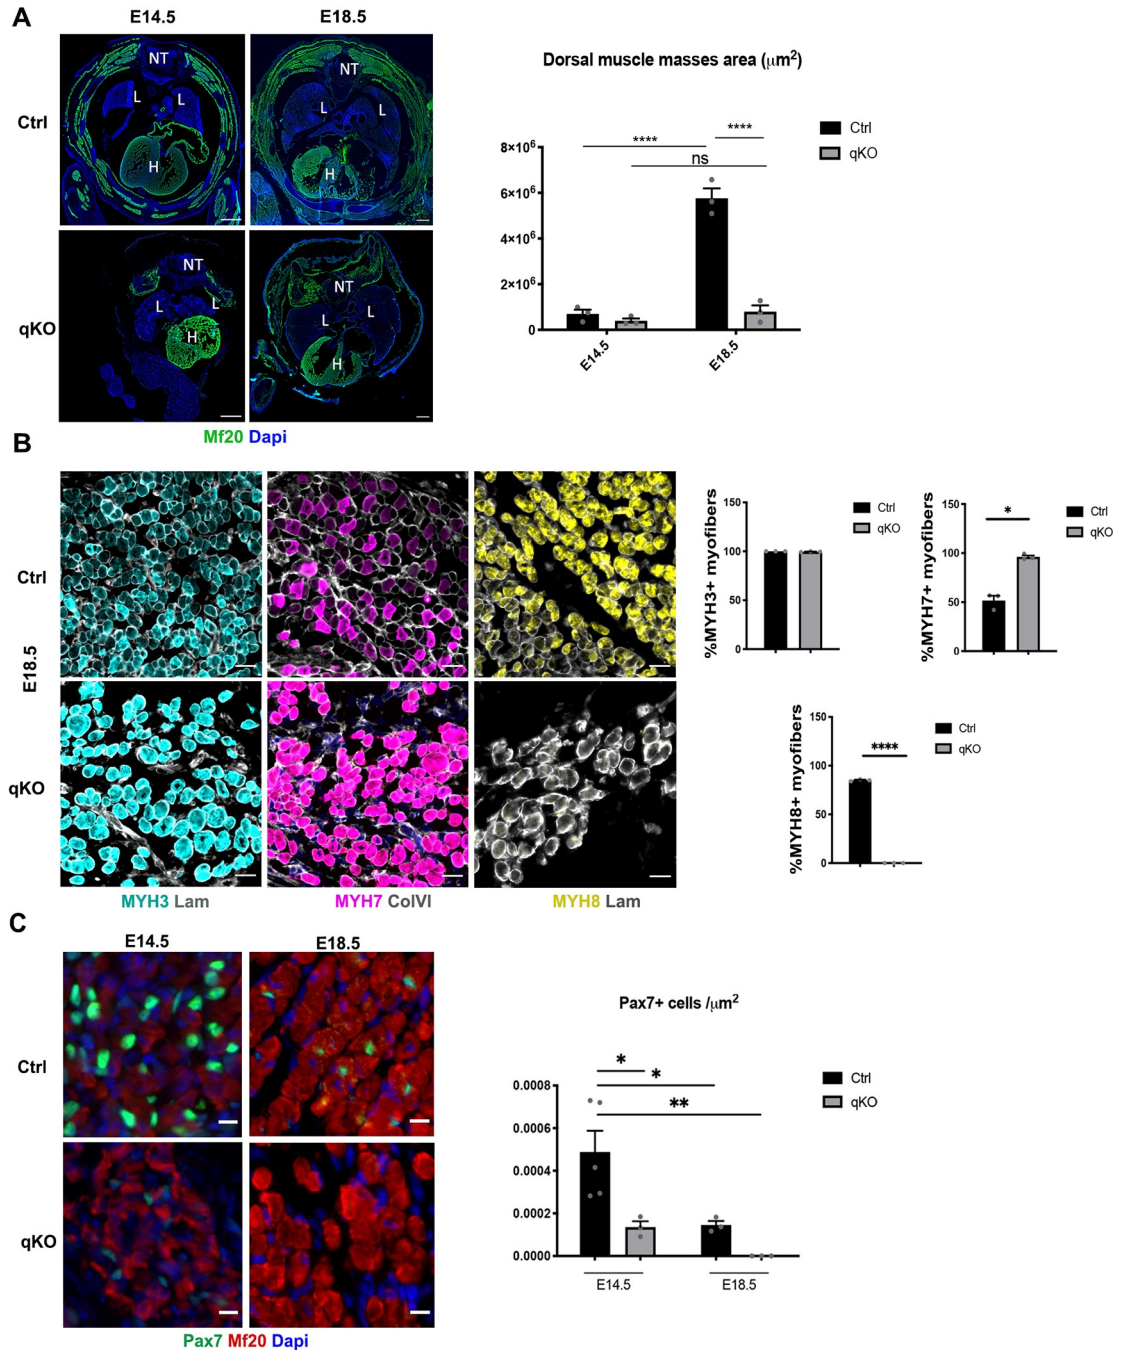 A
E14.5 E18.5
Ctrl
NT
L L
H
NT
L L
H
qKO
NT
L L
H
NT
L L
H
Mf20 Dapi
Dorsal muscle masses area (μm²)
Ctrl
qKO
**** ****
ns
8×10⁶
6×10⁶
4×10⁶
2×10⁶
0
E14.5 E18.5
B
E18.5
Ctrl
qKO
MYH3 Lam MYH7 ColVI MYH8 Lam
%MYH3+ myofibers
150
100
50
0
Ctrl
qKO
%MYH7+ myofibers
150
100
50
0
*
Ctrl
qKO
%MYH8+ myofibers
150
100
50
0
****
Ctrl
qKO
C
E14.5 E18.5
Ctrl
qKO
Pax7 Mf20 Dapi
Pax7+ cells /μm²
Ctrl
qKO
*
*
**
0.0008
0.0006
0.0004
0.0002
0.0000
E14.5 E18.5